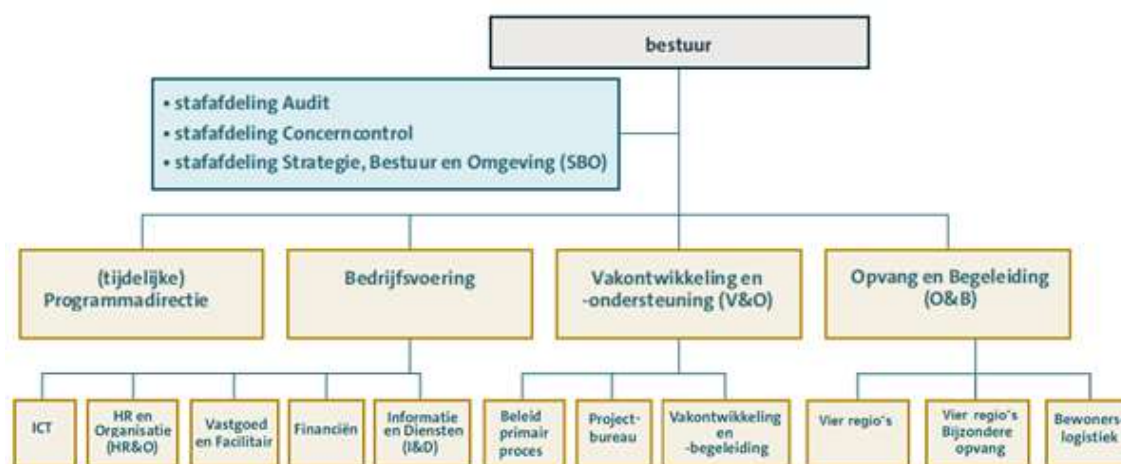 bestuur
• stafafdeling Audit
• stafafdeling Concerncontrol
• stafafdeling Strategie, Bestuur en Omgeving (SBO)
(tijdelijke)
Programmadirectie
Bedrijfsvoering
Vakontwikkeling en
-ondersteuning (V&O)
Opvang en Begeleiding
(O&B)
ICT
HR en
Organisatie
(HR&O)
Vastgoed
en Facilitair
Financiën
Informatie
en Diensten
(I&D)
Beleid
primair
proces
Project-
bureau
Vakontwikkeling
en
-begeleiding
Vier regio's
Vier regio's
Bijzondere
opvang
Bewoners-
logistiek